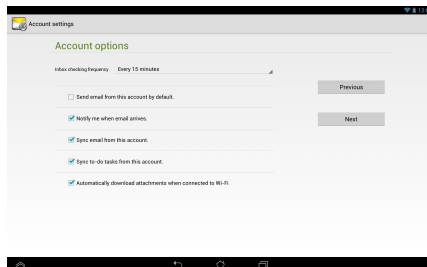 Account settings
Account options
Inbox checking frequency Every 15 minutes
Previous
Send email from this account by default.
Notify me when email arrives.
Next
Sync email from this account.
Sync to-do tasks from this account.
Automatically download attachments when connected to Wi-Fi